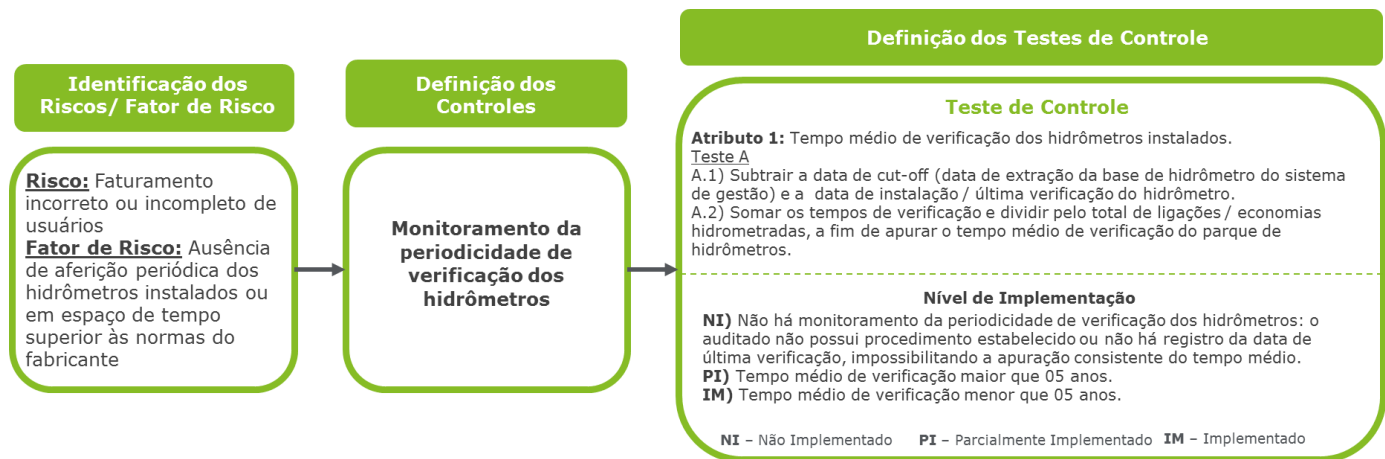 Identificação dos
Riscos/ Fator de Risco
Risco: Faturamento
incorreto ou incompleto de
usuários
Fator de Risco: Ausência
de aferição periódica dos
hidrômetros instalados ou
em espaço de tempo
superior às normas do
fabricante
Definição dos
Controles
Monitoramento da
periodicidade de
verificação dos
hidrômetros
Definição dos Testes de Controle
Teste de Controle
Atributo 1: Tempo médio de verificação dos hidrômetros instalados.
Teste A
A.1) Subtrair a data de cut-off (data de extração da base de hidrômetro do sistema
de gestão) e a data de instalação / última verificação do hidrômetro.
A.2) Somar os tempos de verificação e dividir pelo total de ligações / economias
hidrometradas, a fim de apurar o tempo médio de verificação do parque de
hidrômetros.
Nível de Implementação
NI) Não há monitoramento da periodicidade de verificação dos hidrômetros: o
auditado não possui procedimento estabelecido ou não há registro da data de
última verificação, impossibilitando a apuração consistente do tempo médio.
PI) Tempo médio de verificação maior que 05 anos.
IM) Tempo médio de verificação menor que 05 anos.
NI – Não Implementado PI – Parcialmente Implementado IM – Implementado